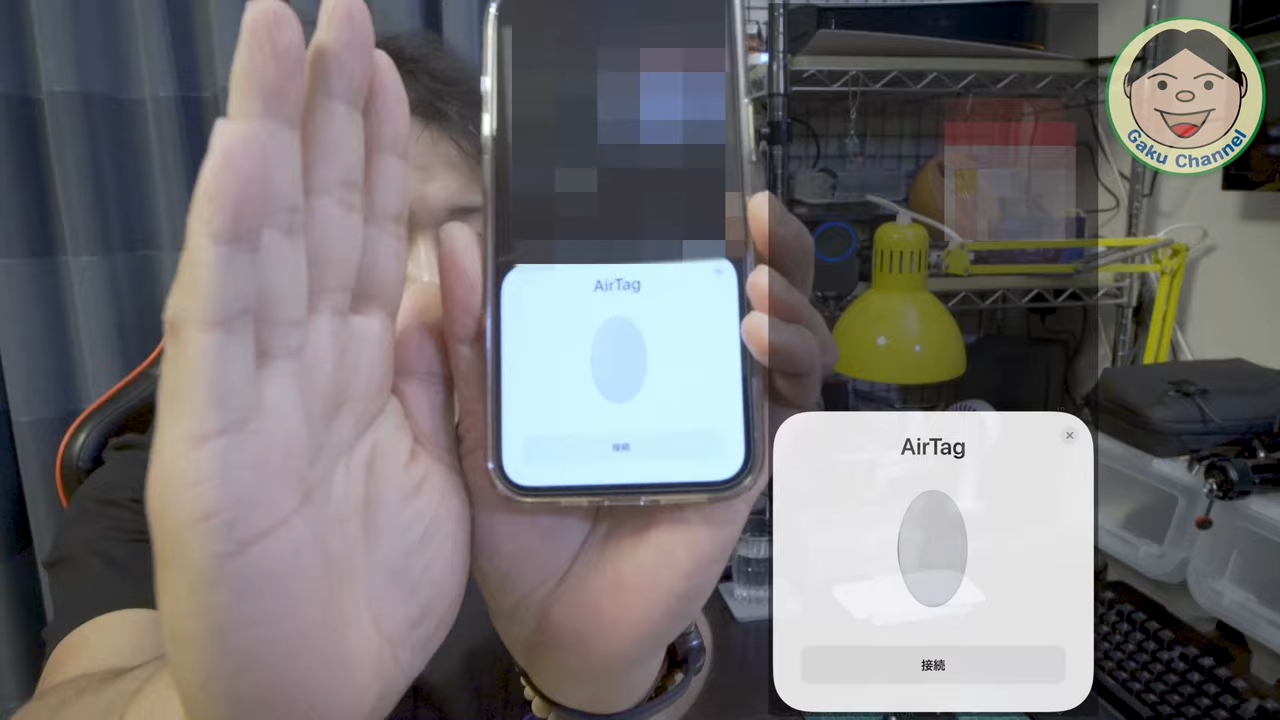 Gaku Channel
AirTag
接続
AirTag
接続